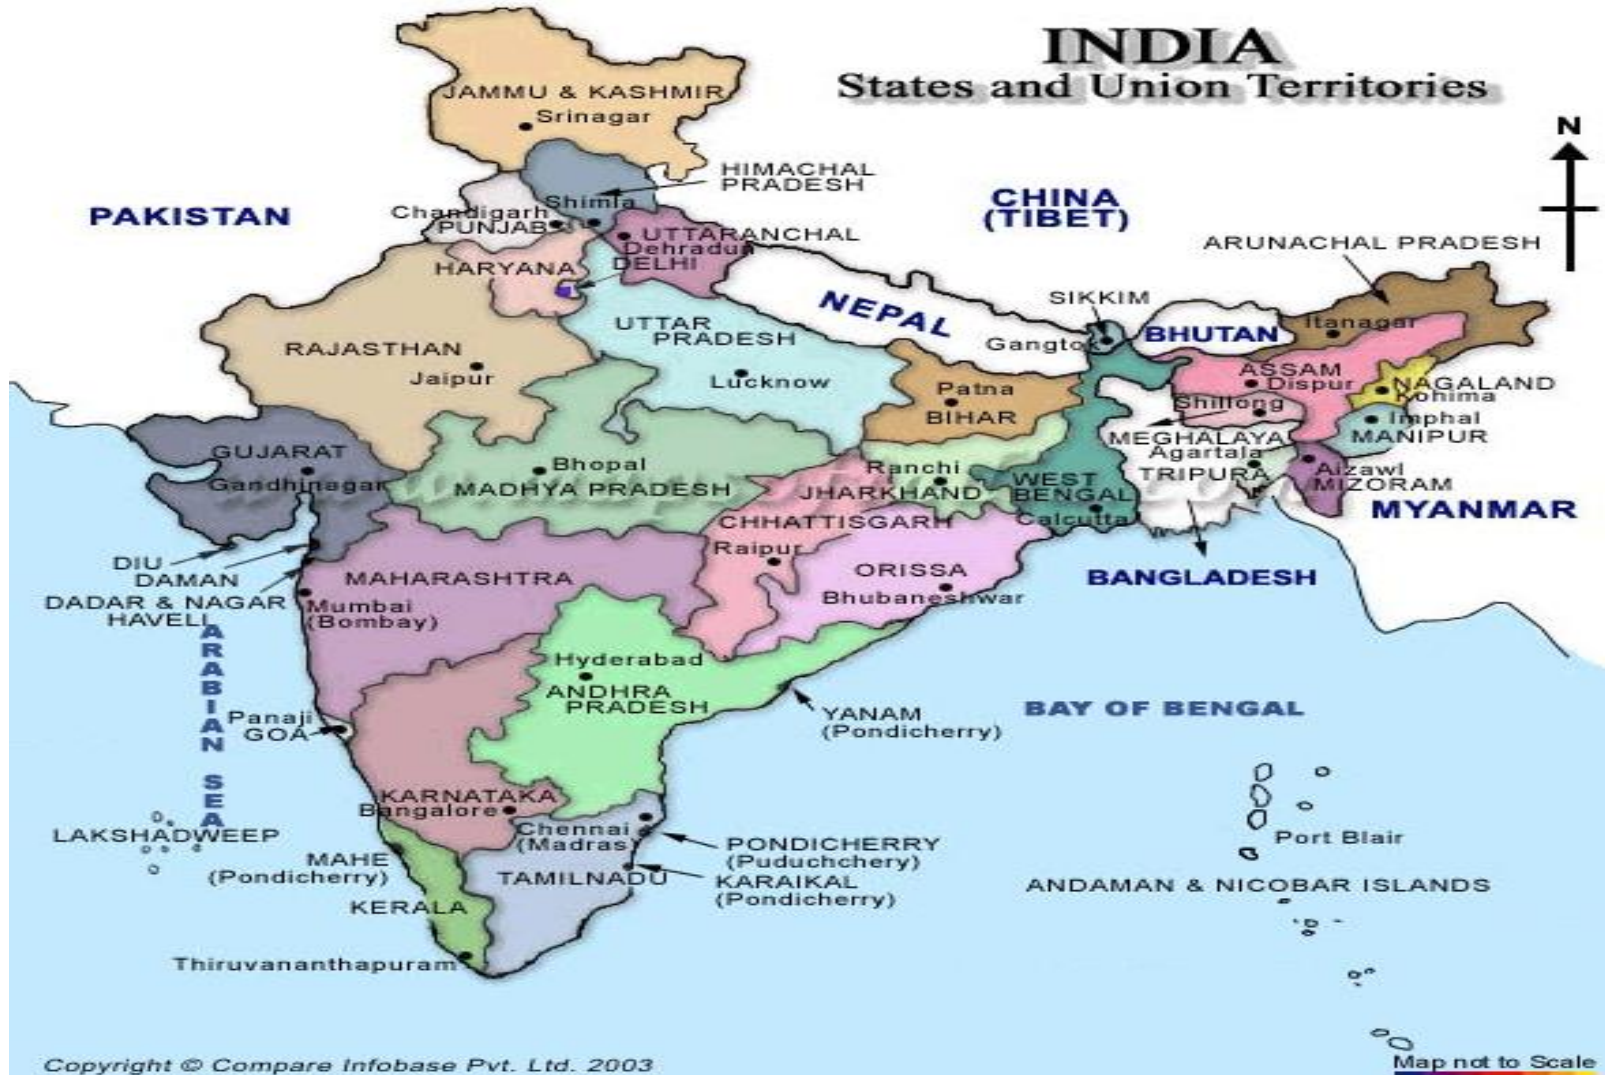 INDIA
States and Union Territories
N
JAMMU & KASHMIR
Srinagar
HIMACHAL
PRADESH
PAKISTAN
CHINA
(TIBET)
Shimla
Chandigarh
PUNJAB
UTTARANCHAL
Dehradun
DELHI
HARYANA
ARUNACHAL PRADESH
SIKKIM
NEPAL
BHUTAN
Gangtok
Itanagar
UTTAR
PRADESH
Lucknow
RAJASTHAN
Jaipur
ASSAM
Dispur
NAGALAND
Kohima
Patna
BIHAR
Shillong
Imphal
MANIPUR
MEGHALAYA
Agartala
TRIPURA
Aizawl
MIZORAM
MYANMAR
GUJARAT
Gandhinagar
Bhopal
MADHYA PRADESH
Ranchi
JHARKHAND
WEST
BENGAL
Calcutta
CHHATTISGARH
Raipur
DIU
DAMAN
DADAR & NAGAR
HAVELI
MAHARASHTRA
Mumbai
(Bombay)
ORISSA
Bhubaneshwar
BANGLADESH
ARABIAN SEA
Hyderabad
ANDHRA
PRADESH
YANAM
(Pondicherry)
BAY OF BENGAL
Panaji
GOA
KARNATAKA
Bangalore
Chennai
(Madras)
LAKSHADWEEP
MAHE
(Pondicherry)
PONDICHERRY
(Puduchchery)
TAMILNADU
KARAIKAL
(Pondicherry)
KERALA
Thiruvananthapuram
Port Blair
ANDAMAN & NICOBAR ISLANDS
Copyright © Compare Infobase Pvt. Ltd. 2003
Map not to Scale